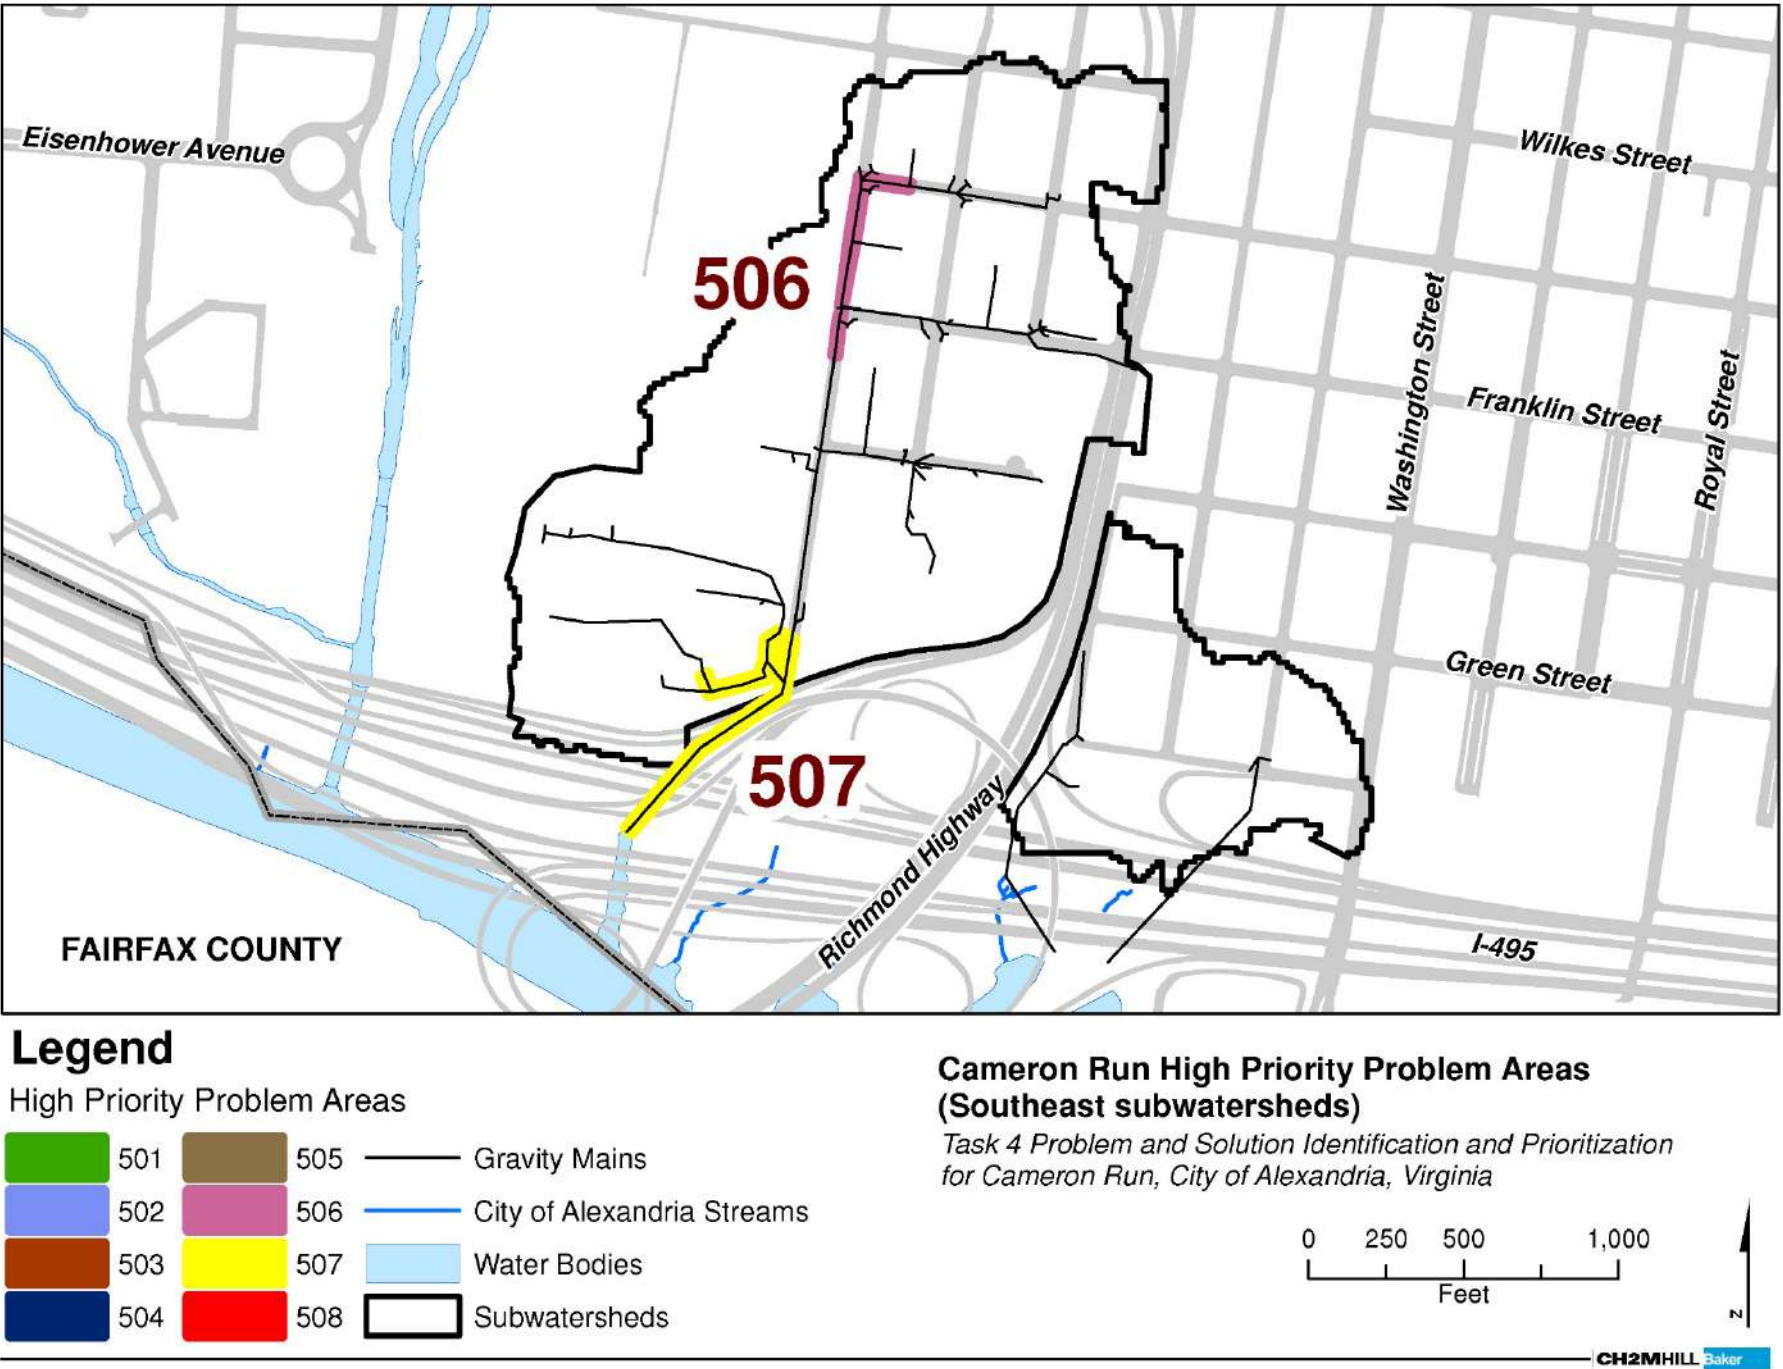 Wilkes Street
Eisenhower Avenue
506
Washington Street
Franklin Street
Royal Street
Green Street
507
Richmond Highway
FAIRFAX COUNTY
I-495
Legend
High Priority Problem Areas
501
502
503
504
505
506
507
508
Gravity Mains
City of Alexandria Streams
Water Bodies
Subwatersheds
Cameron Run High Priority Problem Areas
(Southeast subwatersheds)
Task 4 Problem and Solution Identification and Prioritization
for Cameron Run, City of Alexandria, Virginia
0 250 500 1,000
Feet
N
CH2MHILL Baker